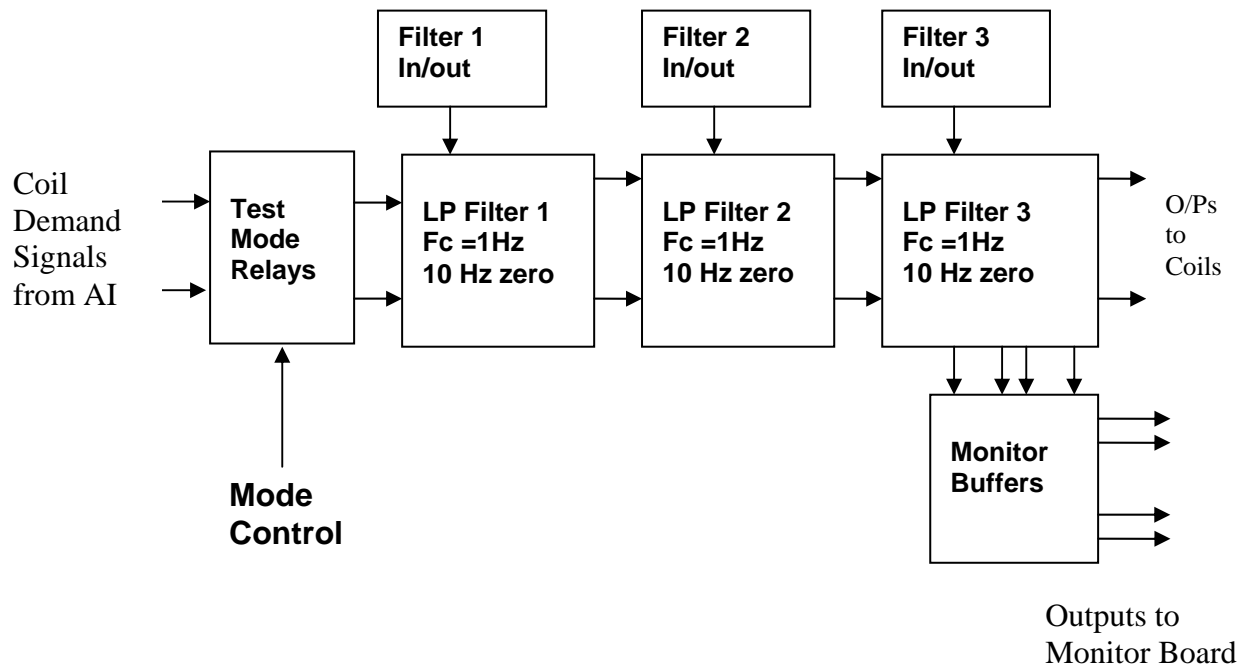 Filter 1
In/out
Filter 2
In/out
Filter 3
In/out
Coil
Demand
Signals
from AI
Test
Mode
Relays
LP Filter 1
Fc =1Hz
10 Hz zero
LP Filter 2
Fc =1Hz
10 Hz zero
LP Filter 3
Fc =1Hz
10 Hz zero
O/Ps
to
Coils
Mode
Control
Monitor
Buffers
Outputs to
Monitor Board